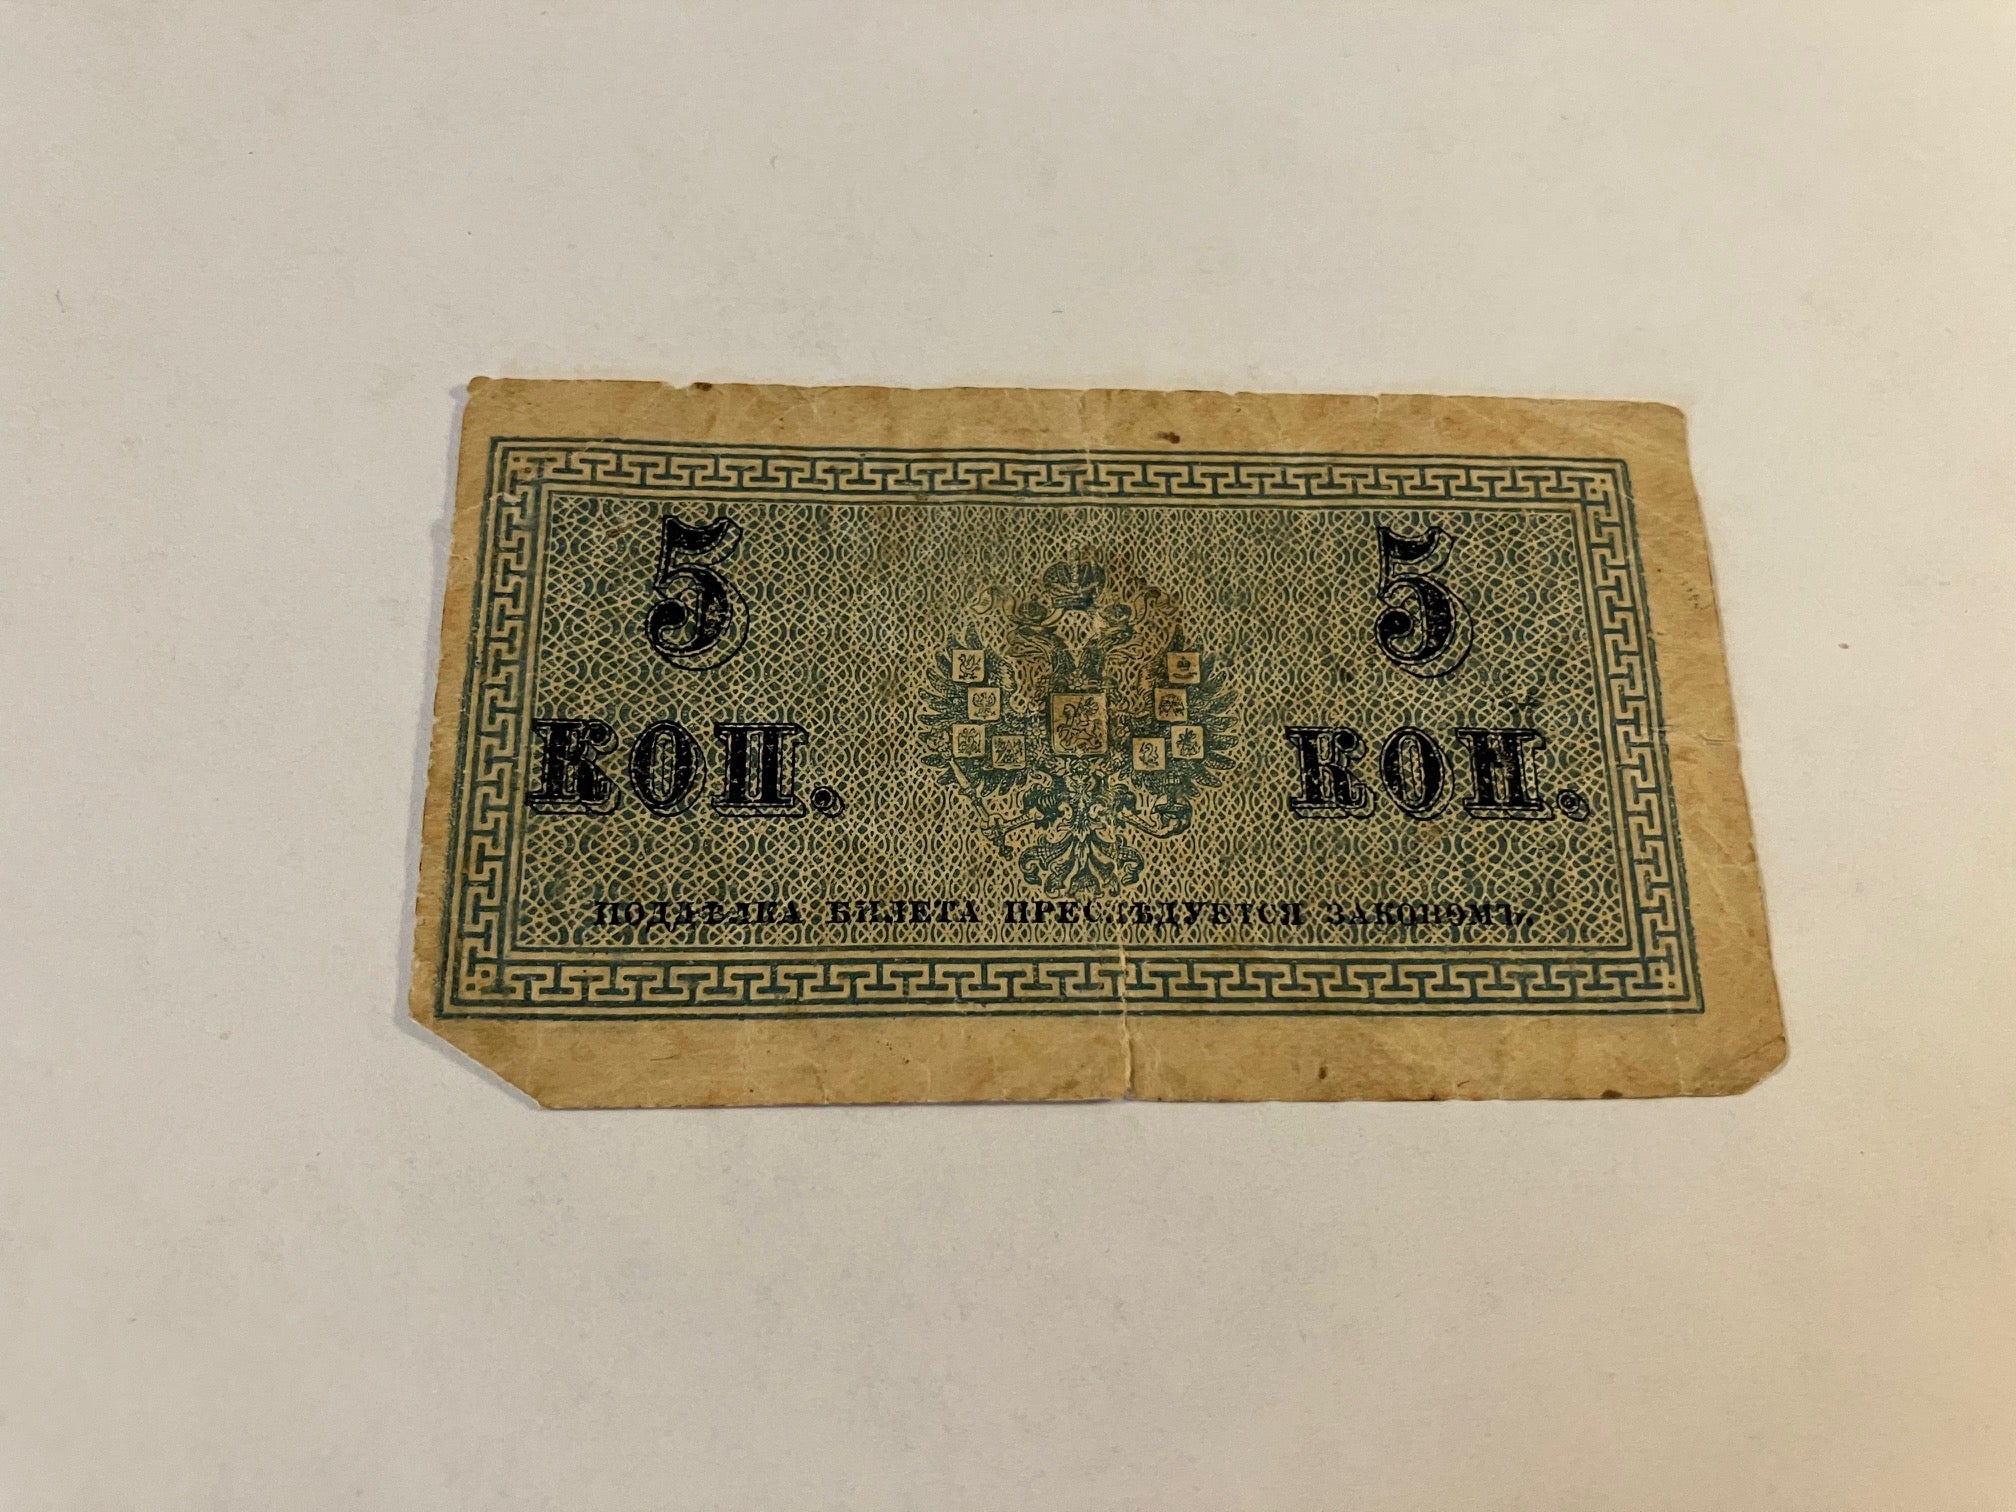 5 5
КОП. КОП.
ПОДДѢЛКА БИЛЕТА ПРЕСЛѢДУЕТСЯ ЗАКОНОМЪ.